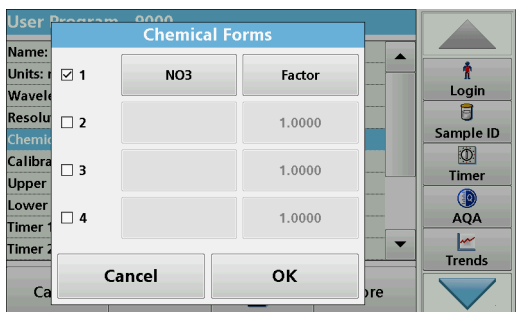 User Program 9000
Chemical Forms
Name:
Units:
Wavele
Resolu
Chemic
Calibra
Upper
Lower
Timer 1
Timer 2
1 NO3 Factor
2 1.0000
3 1.0000
4 1.0000
Cancel OK
Ca ore
Login
Sample ID
Timer
AQA
Trends